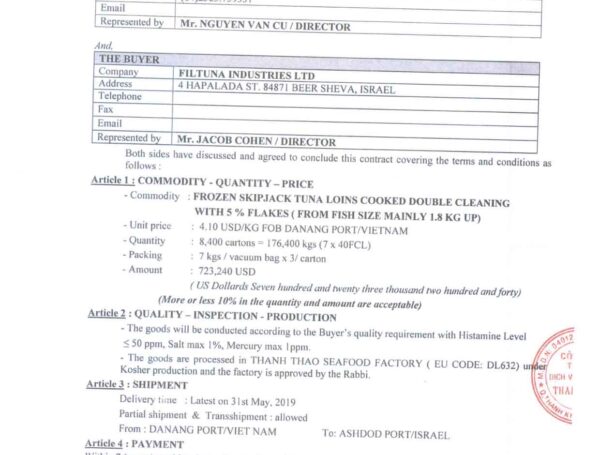 Email
Represented by Mr. NGUYEN VAN CU / DIRECTOR
And,
THE BUYER
Company FILTUNA INDUSTRIES LTD
Address 4 HAPALADA ST. 84871 BEER SHEVA, ISRAEL
Telephone
Fax
Email
Represented by Mr. JACOB COHEN / DIRECTOR
Both sides have discussed and agreed to conclude this contract covering the terms and conditions as
follows :
Article 1 : COMMODITY - QUANTITY – PRICE
- Commodity : FROZEN SKIPJACK TUNA LOINS COOKED DOUBLE CLEANING
WITH 5 % FLAKES ( FROM FISH SIZE MAINLY 1.8 KG UP)
- Unit price : 4.10 USD/KG FOB DANANG PORT/VIETNAM
- Quantity : 8,400 cartons = 176,400 kgs (7 x 40FCL)
- Packing : 7 kgs / vacuum bag x 3/ carton
- Amount : 723,240 USD
( US Dollards Seven hundred and twenty three thousand two hundred and forty)
(More or less 10% in the quantity and amount are acceptable)
Article 2 : QUALITY – INSPECTION - PRODUCTION
- The goods will be conducted according to the Buyer's quality requirement with Histamine Level
≤ 50 ppm, Salt max 1%, Mercury max 1ppm.
- The goods are processed in THANH THAO SEAFOOD FACTORY ( EU CODE: DL632) under
Kosher production and the factory is approved by the Rabbi.
Article 3 : SHIPMENT
Delivery time : Latest on 31st May, 2019
Partial shipment & Transshipment : allowed
From : DANANG PORT/VIET NAM To: ASHDOD PORT/ISRAEL
Article 4 : PAYMENT